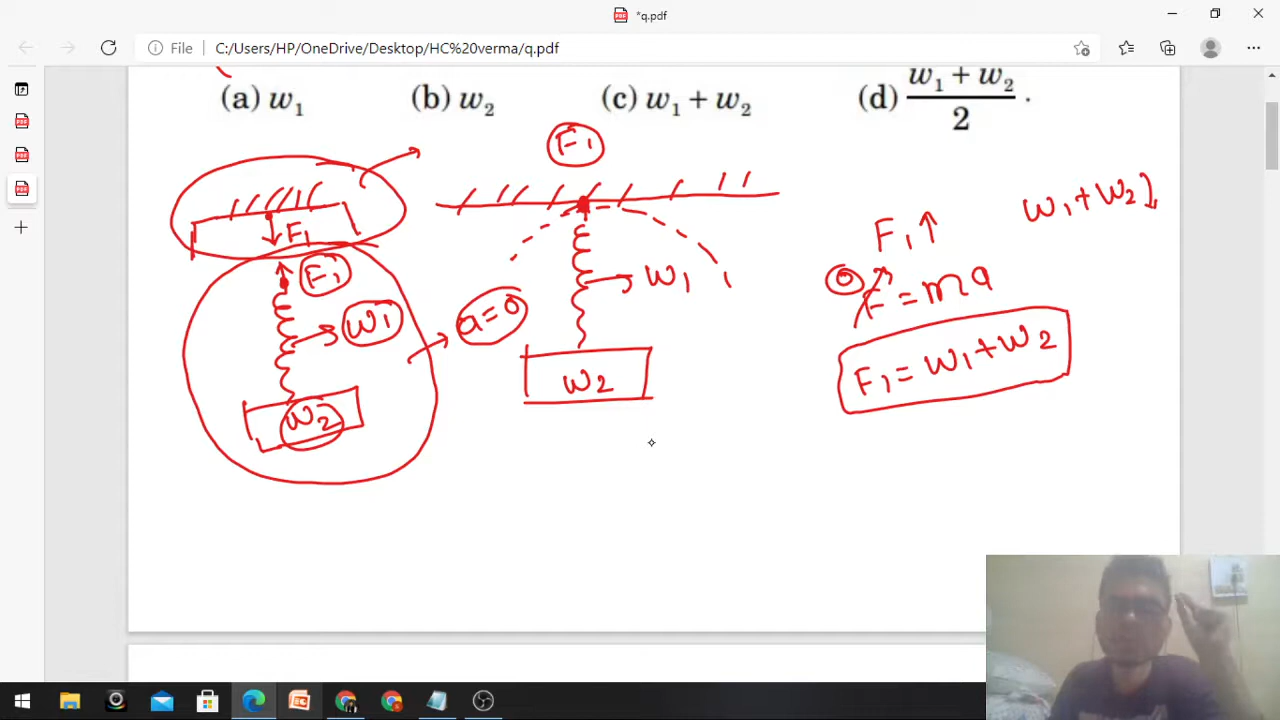 *q.pdf
File C:/Users/HP/OneDrive/Desktop/HC%20verma/q.pdf
(a) w₁ (b) w₂ (c) w₁ + w₂ (d) (w₁ + w₂)/2 .
F₁
F₁
F₁
w₁
w₂
a=0
w₁
w₂
w₁+w₂↓
F₁↑
0
F = ma
F₁ = w₁+w₂